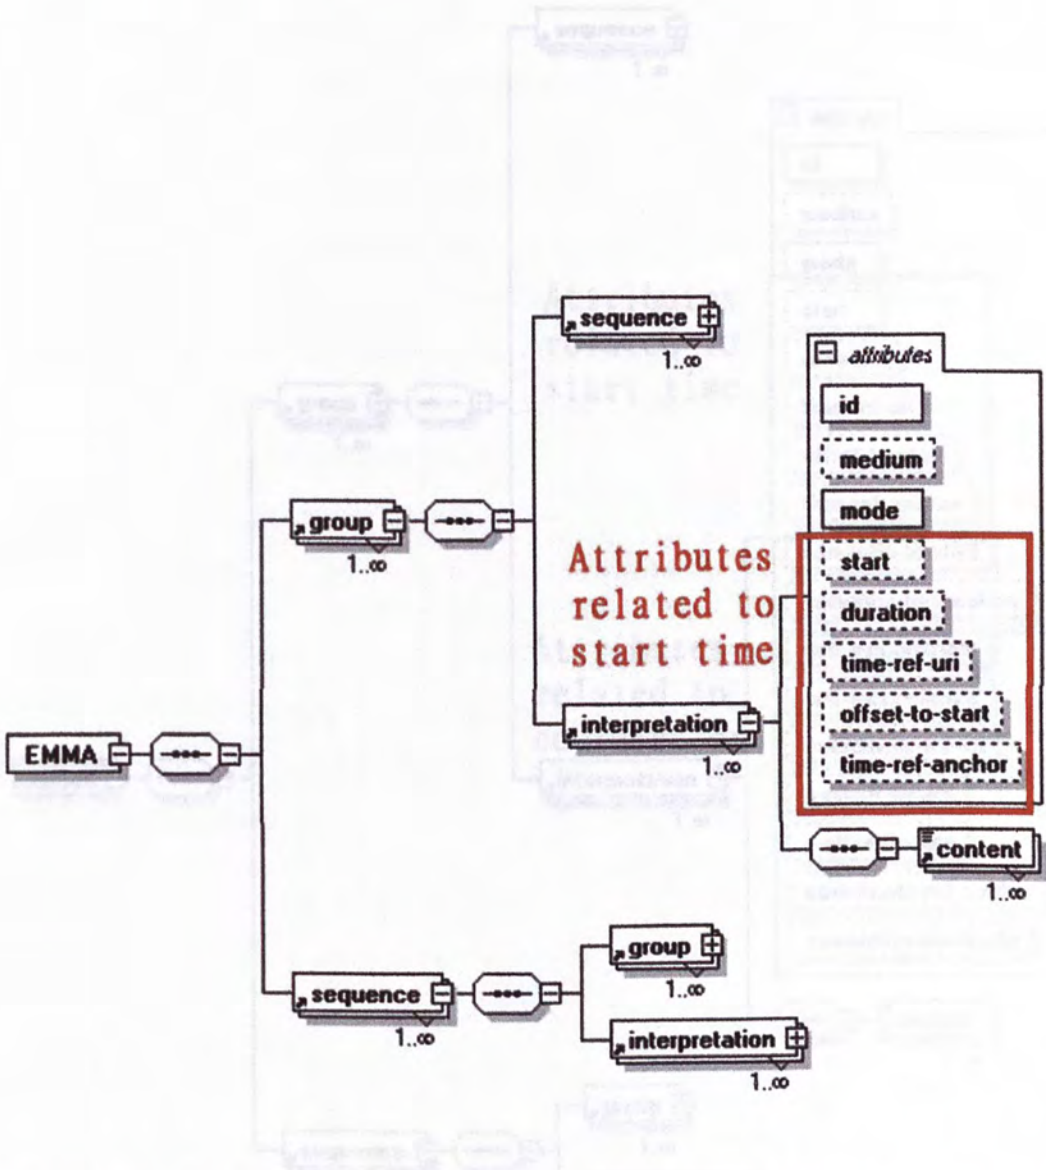 sequence
1..∞
attributes
id
medium
mode
group
1..∞
Attributes
related to
start time
start
duration
time-ref-uri
offset-to-start
time-ref-anchor
interpretation
1..∞
EMMA
content
1..∞
group
1..∞
sequence
1..∞
interpretation
1..∞